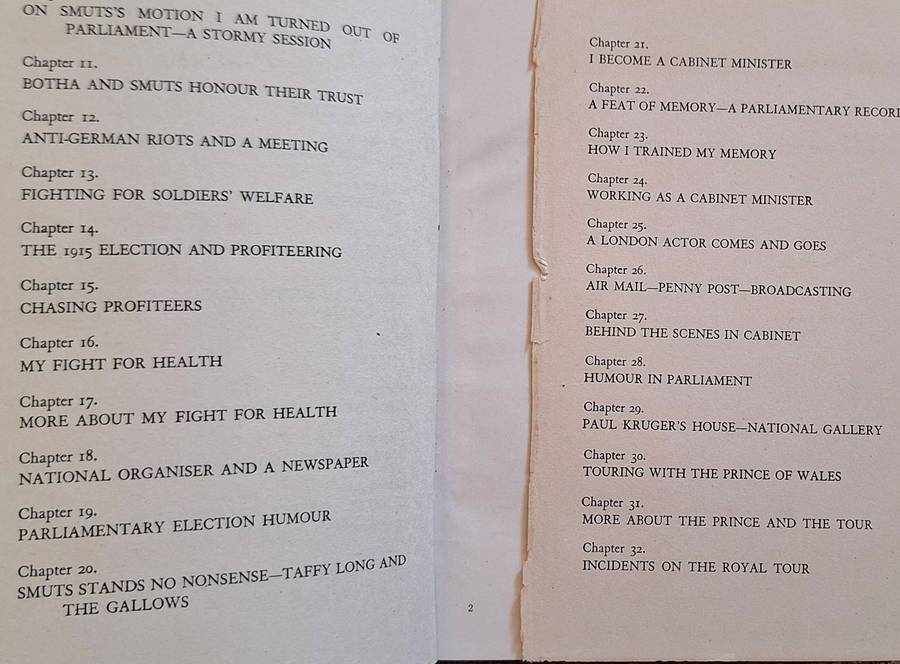 ON SMUTS'S MOTION I AM TURNED OUT OF
PARLIAMENT—A STORMY SESSION
Chapter 11.
BOTHA AND SMUTS HONOUR THEIR TRUST
Chapter 12.
ANTI-GERMAN RIOTS AND A MEETING
Chapter 13.
FIGHTING FOR SOLDIERS' WELFARE
Chapter 14.
THE 1915 ELECTION AND PROFITEERING
Chapter 15.
CHASING PROFITEERS
Chapter 16.
MY FIGHT FOR HEALTH
Chapter 17.
MORE ABOUT MY FIGHT FOR HEALTH
Chapter 18.
NATIONAL ORGANISER AND A NEWSPAPER
Chapter 19.
PARLIAMENTARY ELECTION HUMOUR
Chapter 20.
SMUTS STANDS NO NONSENSE—TAFFY LONG AND
THE GALLOWS
2
Chapter 21.
I BECOME A CABINET MINISTER
Chapter 22.
A FEAT OF MEMORY—A PARLIAMENTARY RECOR
Chapter 23.
HOW I TRAINED MY MEMORY
Chapter 24.
WORKING AS A CABINET MINISTER
Chapter 25.
A LONDON ACTOR COMES AND GOES
Chapter 26.
AIR MAIL—PENNY POST—BROADCASTING
Chapter 27.
BEHIND THE SCENES IN CABINET
Chapter 28.
HUMOUR IN PARLIAMENT
Chapter 29.
PAUL KRUGER'S HOUSE—NATIONAL GALLERY
Chapter 30.
TOURING WITH THE PRINCE OF WALES
Chapter 31.
MORE ABOUT THE PRINCE AND THE TOUR
Chapter 32.
INCIDENTS ON THE ROYAL TOUR